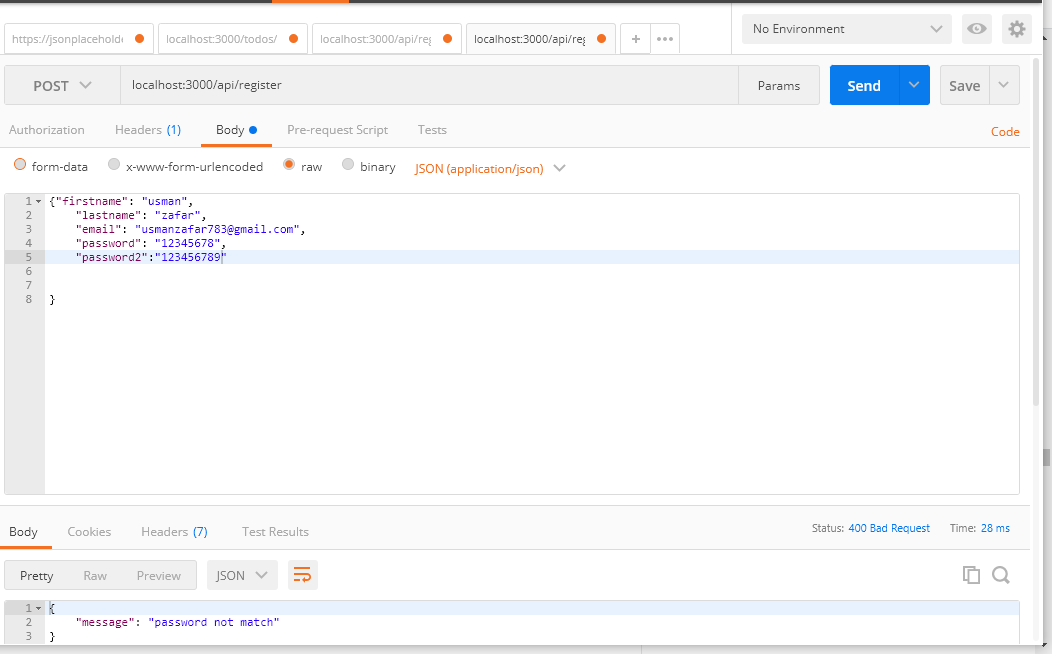 https://jsonplaceholde
localhost:3000/todos/
localhost:3000/api/reg
localhost:3000/api/reg
+
•••
No Environment
POST
localhost:3000/api/register
Params
Send
Save
Authorization
Headers (1)
Body
Pre-request Script
Tests
Code
form-data
x-www-form-urlencoded
raw
binary
JSON (application/json)
1 {"firstname": "usman",
2 "lastname": "zafar",
3 "email": "usmanzafar783@gmail.com",
4 "password": "12345678",
5 "password2":"123456789"
6
7
8 }
Body
Cookies
Headers (7)
Test Results
Status: 400 Bad Request
Time: 28 ms
Pretty
Raw
Preview
JSON
1 {
2 "message": "password not match"
3 }